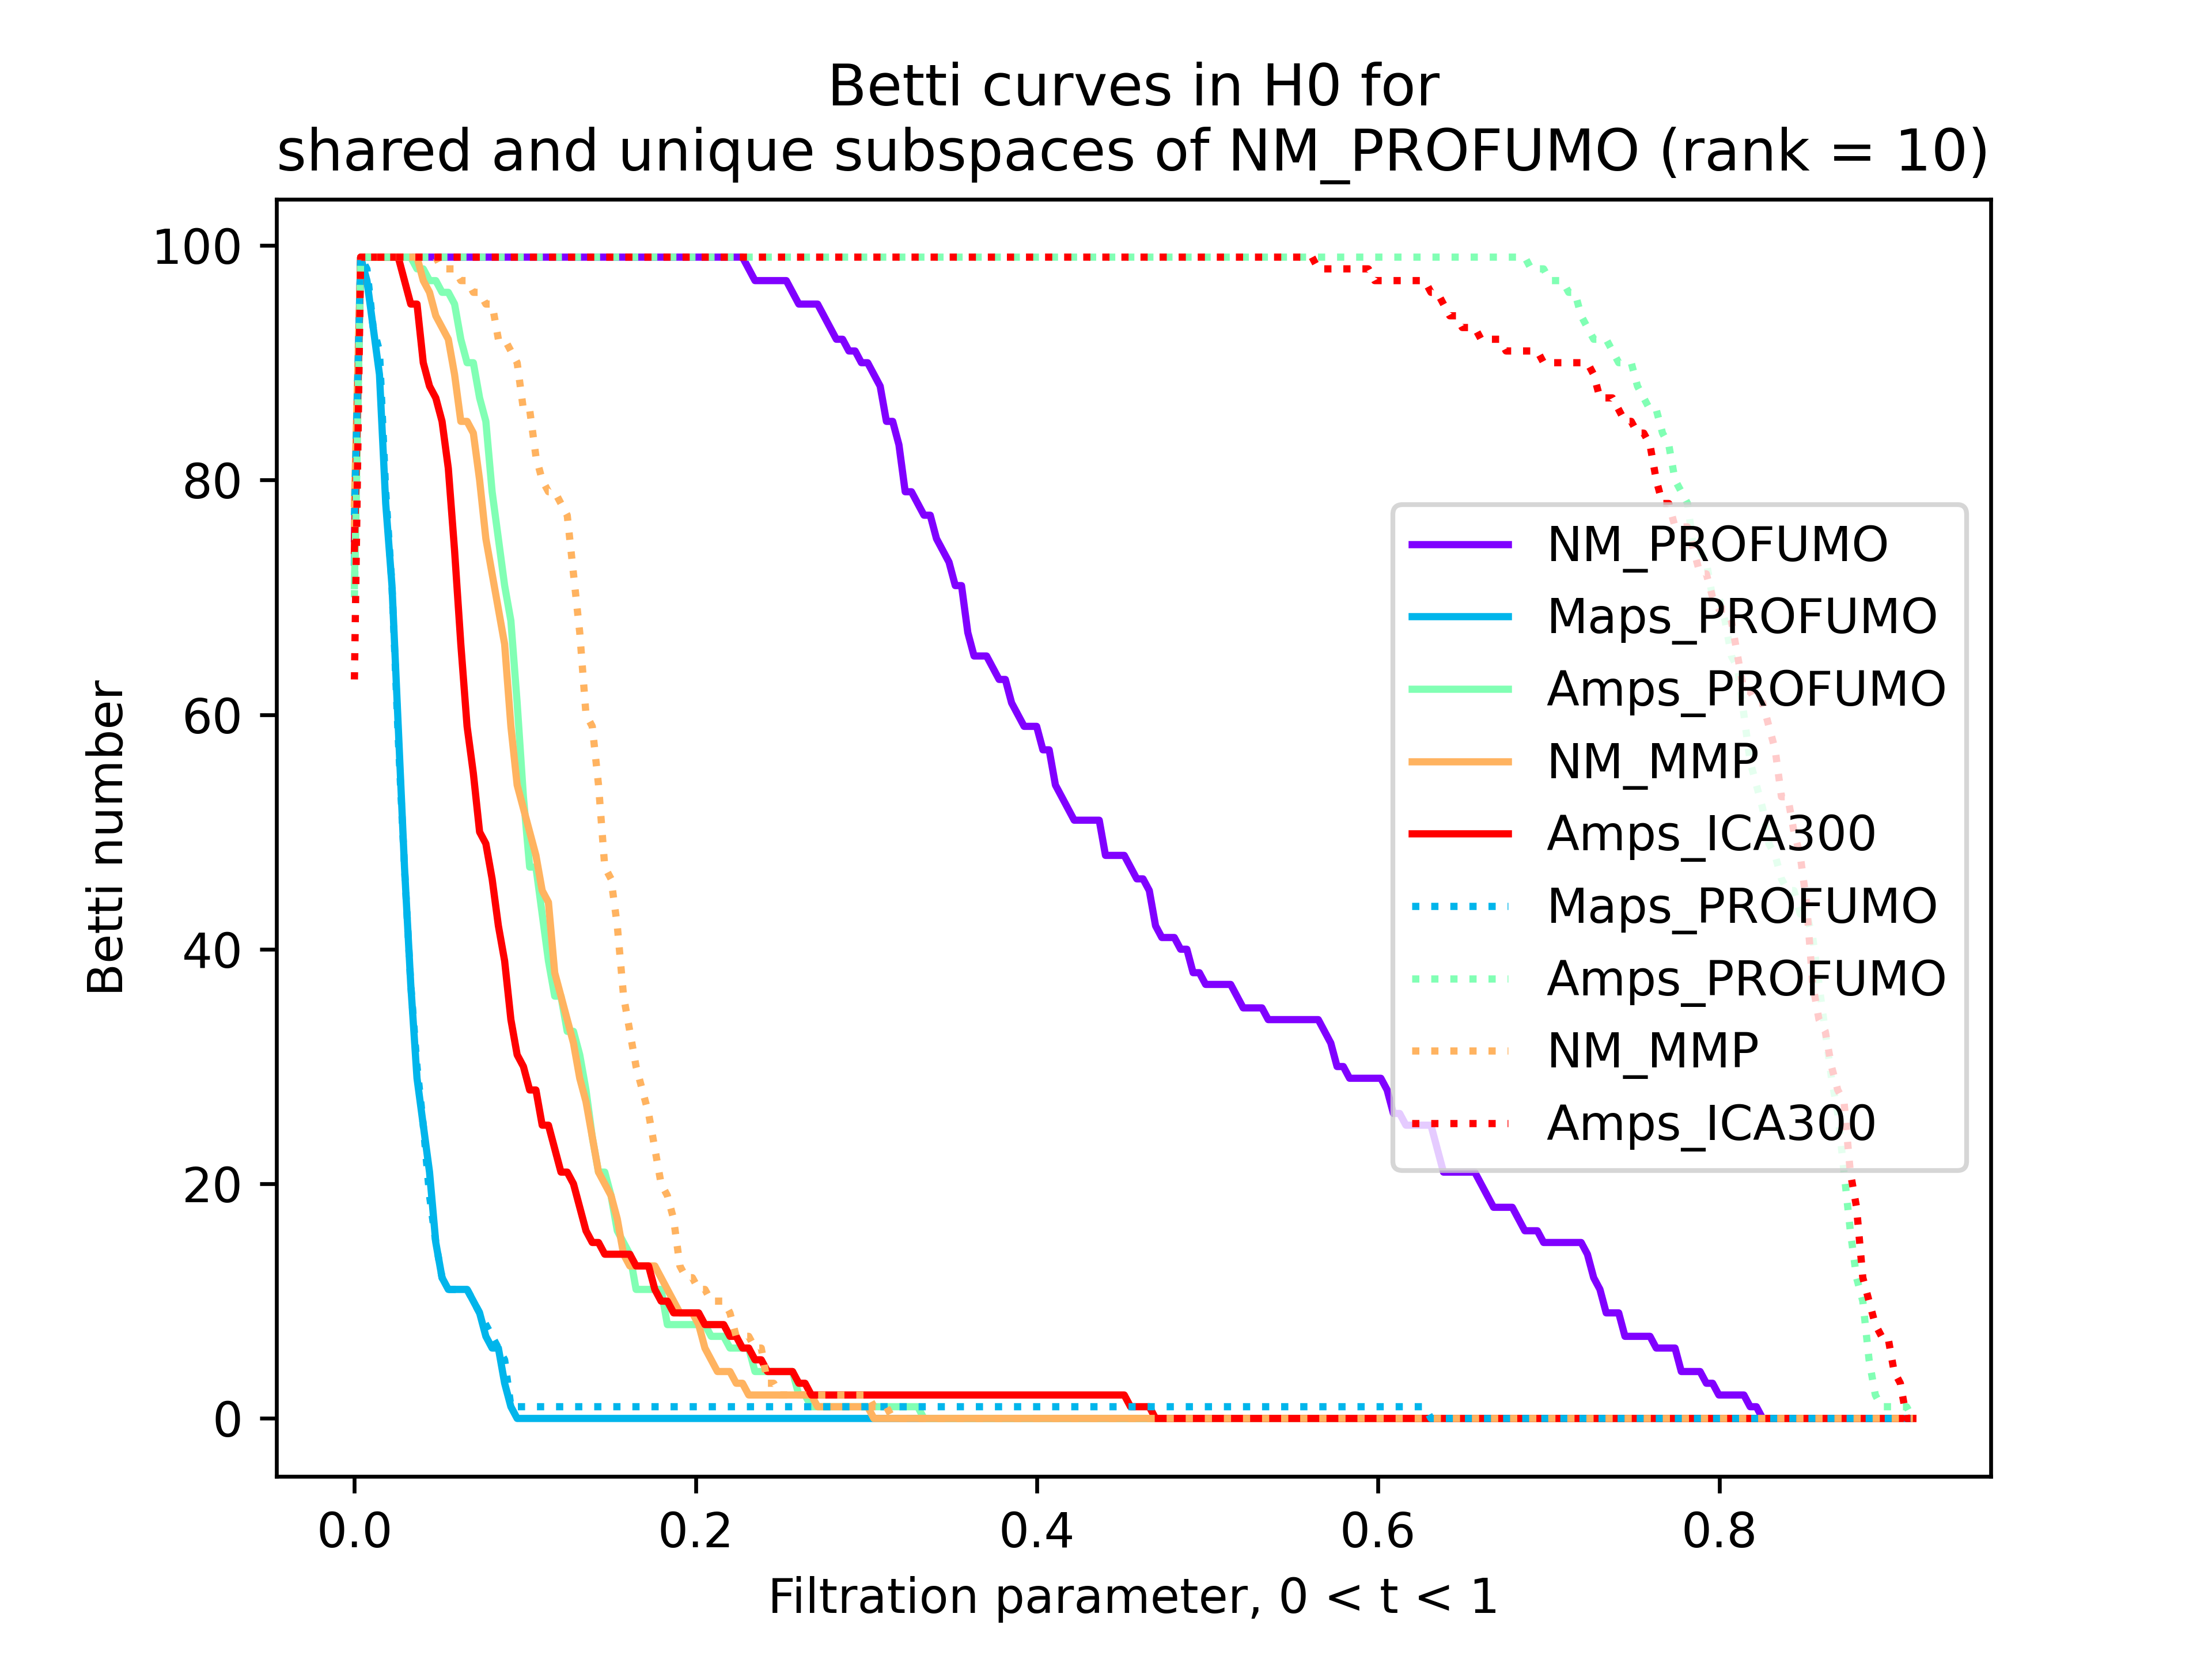 Betti curves in H0 for
shared and unique subspaces of NM_PROFUMO (rank = 10)
100
80
60
40
20
0
Betti number
NM_PROFUMO
Maps_PROFUMO
Amps_PROFUMO
NM_MMP
Amps_ICA300
Maps_PROFUMO
Amps_PROFUMO
NM_MMP
Amps_ICA300
0.0 0.2 0.4 0.6 0.8
Filtration parameter, 0 < t < 1